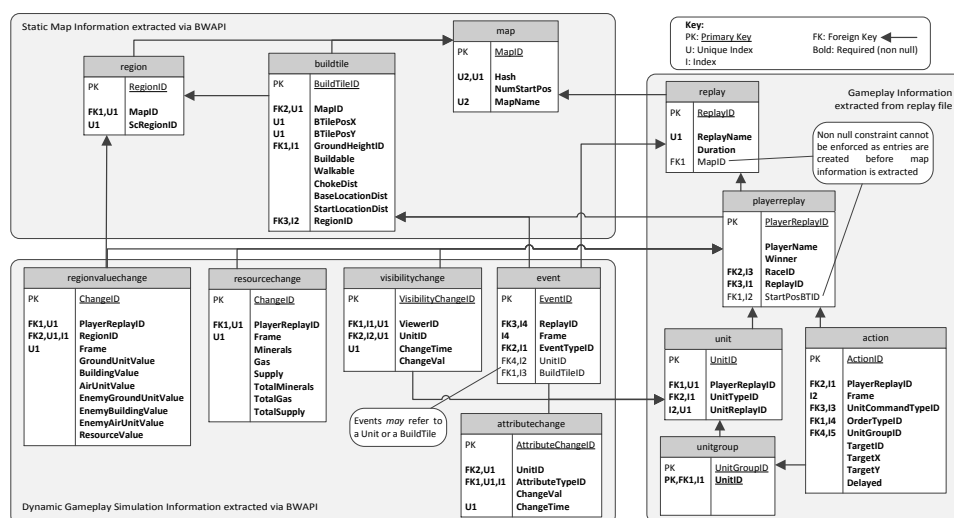 Static Map Information extracted via BWAPI
map
PK MapID
U2,U1 Hash
NumStartPos
U2 MapName
Key:
PK: Primary Key FK: Foreign Key
U: Unique Index Bold: Required (non null)
I: Index
region
PK RegionID
FK1,U1 MapID
U1 ScRegionID
buildtile
PK BuildTileID
FK2,U1 MapID
U1 BTilePosX
U1 BTilePosY
FK1,I1 GroundHeightID
Buildable
Walkable
ChokeDist
BaseLocationDist
StartLocationDist
FK3,I2 RegionID
Gameplay Information
extracted from replay file
replay
PK ReplayID
U1 ReplayName
Duration
FK1 MapID
Non null constraint cannot
be enforced as entries are
created before map
information is extracted
playerreplay
PK PlayerReplayID
PlayerName
Winner
FK2,I3 RaceID
FK3,I1 ReplayID
FK1,I2 StartPosBTID
regionvaluechange
PK ChangeID
FK1,U1 PlayerReplayID
FK2,U1,I1 RegionID
U1 Frame
GroundUnitValue
BuildingValue
AirUnitValue
EnemyGroundUnitValue
EnemyBuildingValue
EnemyAirUnitValue
ResourceValue
resourcechange
PK ChangeID
FK1,U1 PlayerReplayID
U1 Frame
Minerals
Gas
Supply
TotalMinerals
TotalGas
TotalSupply
visibilitychange
PK VisibilityChangeID
FK1,I1,U1 ViewerID
FK2,I2,U1 UnitID
U1 ChangeTime
ChangeVal
event
PK EventID
FK3,I4 ReplayID
I4 Frame
FK2,I1 EventTypeID
FK4,I2 UnitID
FK1,I3 BuildTileID
Events may refer to
a Unit or a BuildTile
attributechange
PK AttributeChangeID
FK2,U1 UnitID
FK1,U1,I1 AttributeTypeID
ChangeVal
U1 ChangeTime
unit
PK UnitID
FK1,U1 PlayerReplayID
FK2,I1 UnitTypeID
I2,U1 UnitReplayID
action
PK ActionID
FK2,I1 PlayerReplayID
I2 Frame
FK3,I3 UnitCommandTypeID
FK1,I4 OrderTypeID
FK4,I5 UnitGroupID
TargetID
TargetX
TargetY
Delayed
unitgroup
PK UnitGroupID
PK,FK1,I1 UnitID
Dynamic Gameplay Simulation Information extracted via BWAPI